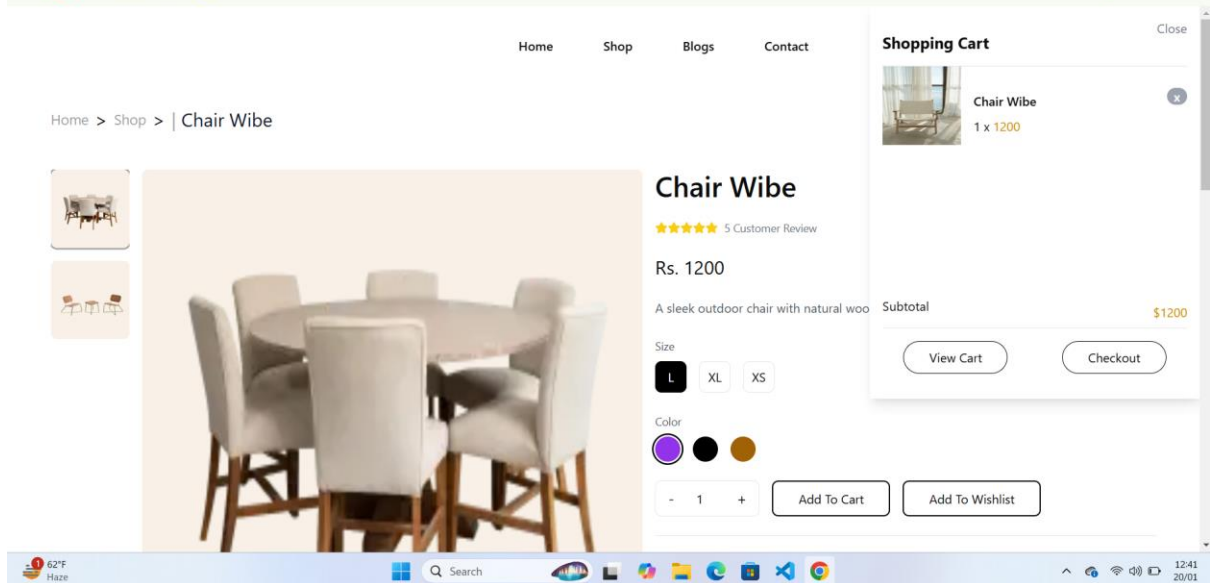 Home Shop Blogs Contact
Close
Shopping Cart
Chair Wibe
x
1 x 1200
Subtotal
$1200
View Cart
Checkout
Home > Shop > | Chair Wibe
Chair Wibe
5 Customer Review
Rs. 1200
A sleek outdoor chair with natural woo
Size
L XL XS
Color
- 1 +
Add To Cart
Add To Wishlist
1
62°F
Haze
Search
12:41
20/01